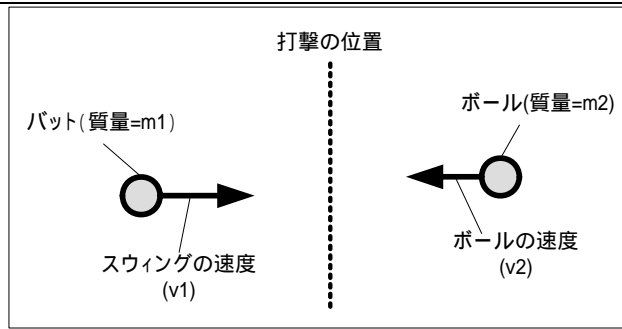 打撃の位置
バット(質量=m1)
ボール(質量=m2)
スウィングの速度
(v1)
ボールの速度
(v2)